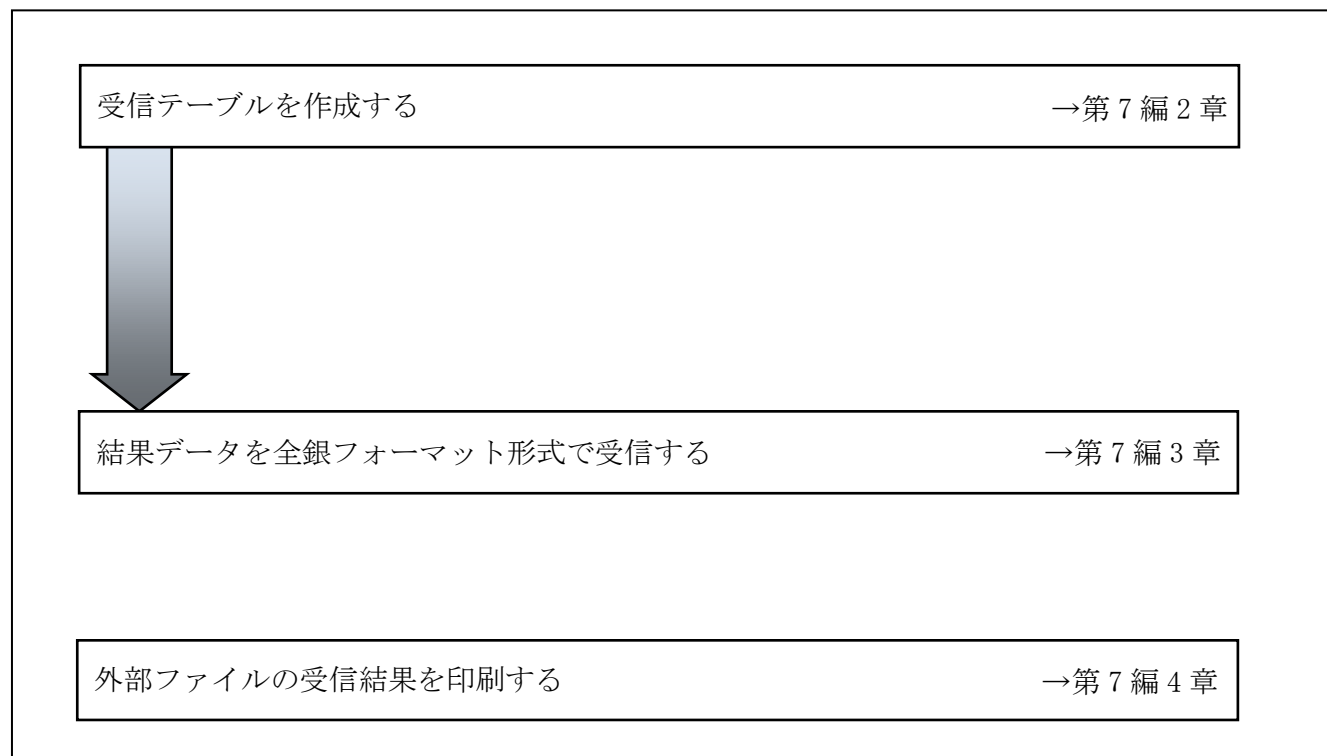 受信テーブルを作成する →第 7 編 2 章
結果データを全銀フォーマット形式で受信する →第 7 編 3 章
外部ファイルの受信結果を印刷する →第 7 編 4 章